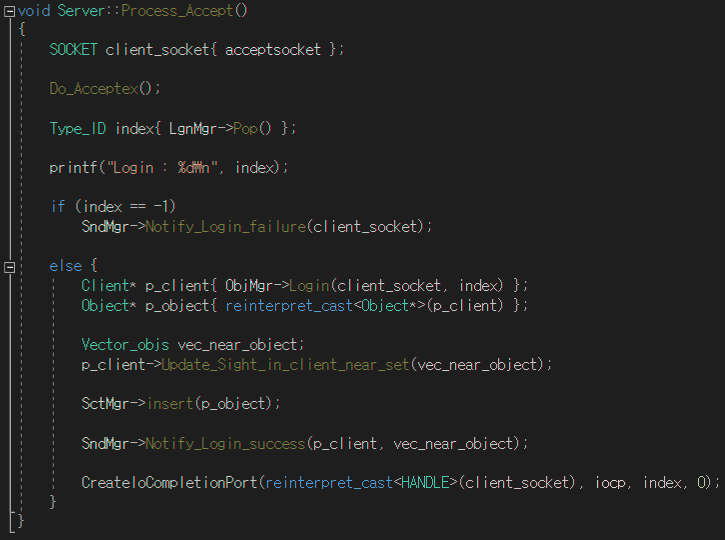 void Server::Process_Accept()
{
SOCKET client_socket{ acceptsocket };
Do_Acceptex();
Type_ID index{ LgnMgr->Pop() };
printf("Login : %d₩n", index);
if (index == -1)
SndMgr->Notify_Login_failure(client_socket);
else {
Client* p_client{ ObjMgr->Login(client_socket, index) };
Object* p_object{ reinterpret_cast<Object*>(p_client) };
Vector_objs vec_near_object;
p_client->Update_Sight_in_client_near_set(vec_near_object);
SctMgr->insert(p_object);
SndMgr->Notify_Login_success(p_client, vec_near_object);
CreateIoCompletionPort(reinterpret_cast<HANDLE>(client_socket), iocp, index, 0);
}
}